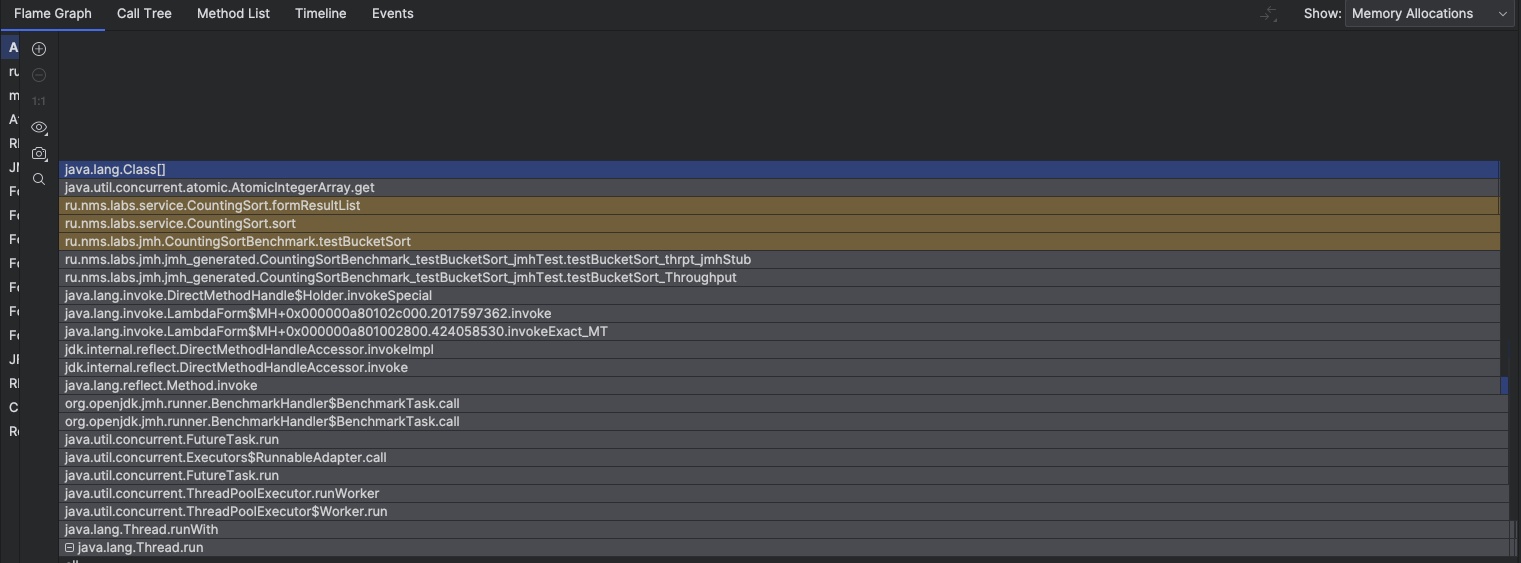 Flame Graph Call Tree Method List Timeline Events Show: Memory Allocations
A
ru
m
1:1
A
RI
JI
Fo
Fo
Fo
Fo
Fo
Fo
Fo
JF
RI
C
Re
java.lang.Class[]
java.util.concurrent.atomic.AtomicIntegerArray.get
ru.nms.labs.service.CountingSort.formResultList
ru.nms.labs.service.CountingSort.sort
ru.nms.labs.jmh.CountingSortBenchmark.testBucketSort
ru.nms.labs.jmh.jmh_generated.CountingSortBenchmark_testBucketSort_jmhTest.testBucketSort_thrpt_jmhStub
ru.nms.labs.jmh.jmh_generated.CountingSortBenchmark_testBucketSort_jmhTest.testBucketSort_Throughput
java.lang.invoke.DirectMethodHandle$Holder.invokeSpecial
java.lang.invoke.LambdaForm$MH+0x000000a80102c000.2017597362.invoke
java.lang.invoke.LambdaForm$MH+0x000000a801002800.424058530.invokeExact_MT
jdk.internal.reflect.DirectMethodHandleAccessor.invokeImpl
jdk.internal.reflect.DirectMethodHandleAccessor.invoke
java.lang.reflect.Method.invoke
org.openjdk.jmh.runner.BenchmarkHandler$BenchmarkTask.call
org.openjdk.jmh.runner.BenchmarkHandler$BenchmarkTask.call
java.util.concurrent.FutureTask.run
java.util.concurrent.Executors$RunnableAdapter.call
java.util.concurrent.FutureTask.run
java.util.concurrent.ThreadPoolExecutor.runWorker
java.util.concurrent.ThreadPoolExecutor$Worker.run
java.lang.Thread.runWith
java.lang.Thread.run